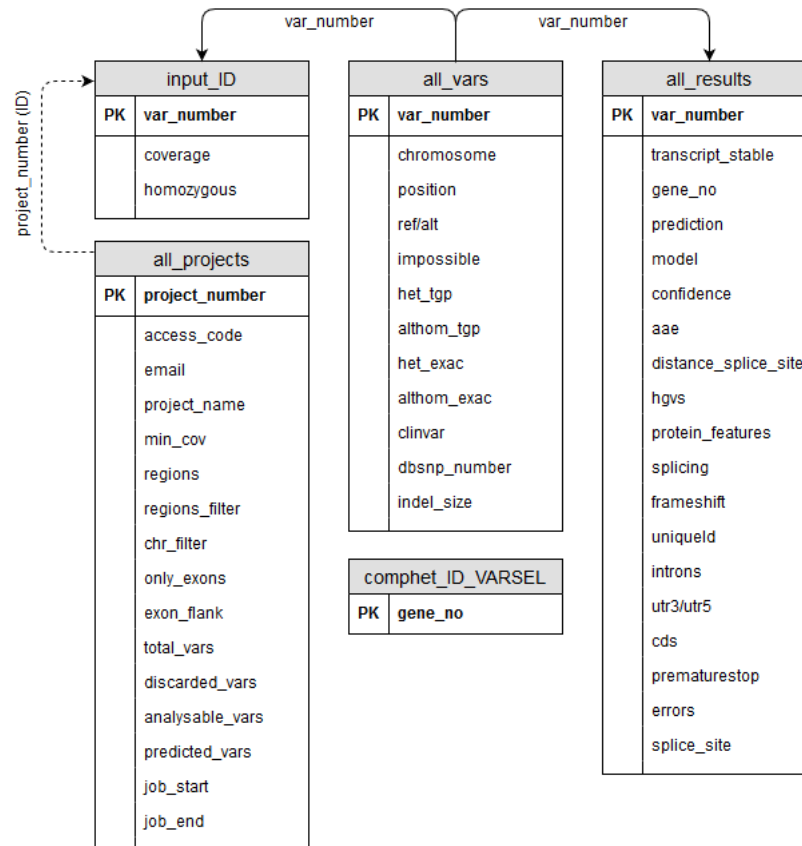 var_number
var_number
project_number (ID)
input_ID
PK var_number
coverage
homozygous
all_projects
PK project_number
access_code
email
project_name
min_cov
regions
regions_filter
chr_filter
only_exons
exon_flank
total_vars
discarded_vars
analysable_vars
predicted_vars
job_start
job_end
all_vars
PK var_number
chromosome
position
ref/alt
impossible
het_tgp
althom_tgp
het_exac
althom_exac
clinvar
dbsnp_number
indel_size
comphet_ID_VARSEL
PK gene_no
all_results
PK var_number
transcript_stable
gene_no
prediction
model
confidence
aae
distance_splice_site
hgvs
protein_features
splicing
frameshift
uniqueId
introns
utr3/utr5
cds
prematurestop
errors
splice_site